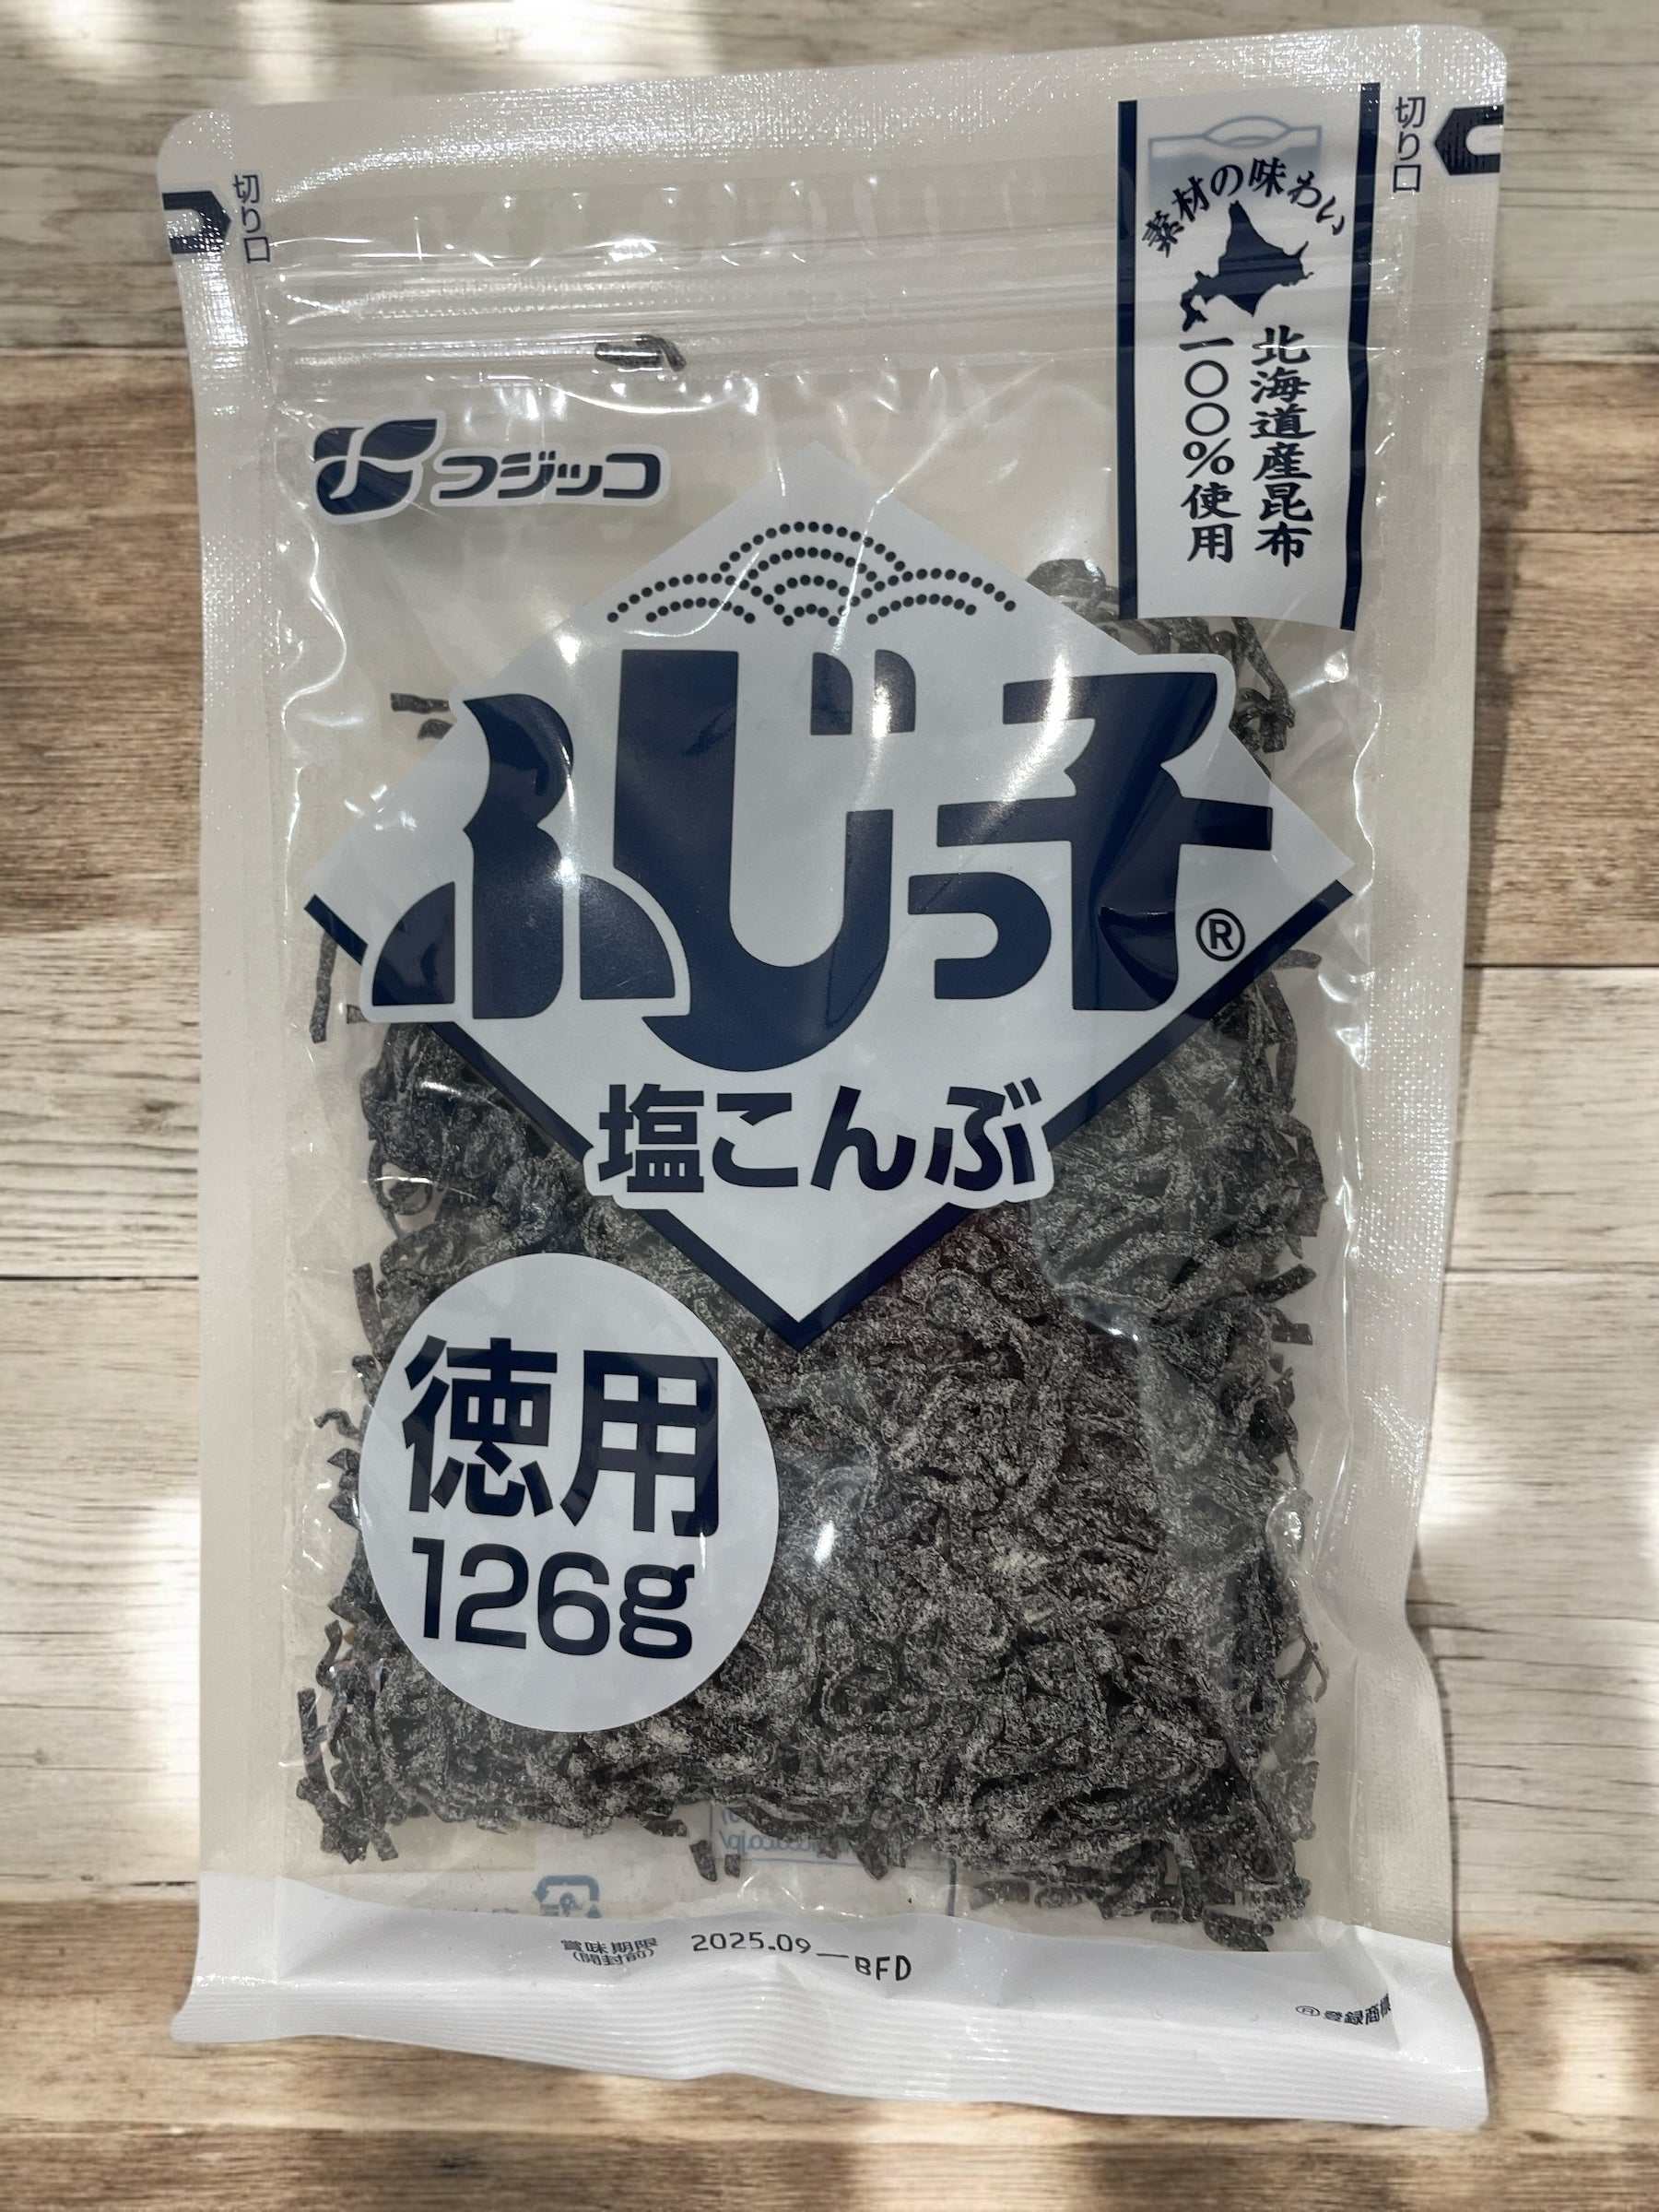 切り口
切り口
素材の味わい
北海道産昆布
一〇〇%使用
フジッコ
ふじっ子®
塩こんぶ
徳用
126g
賞味期限 2025.09
(開封前) BFD
®登録商標